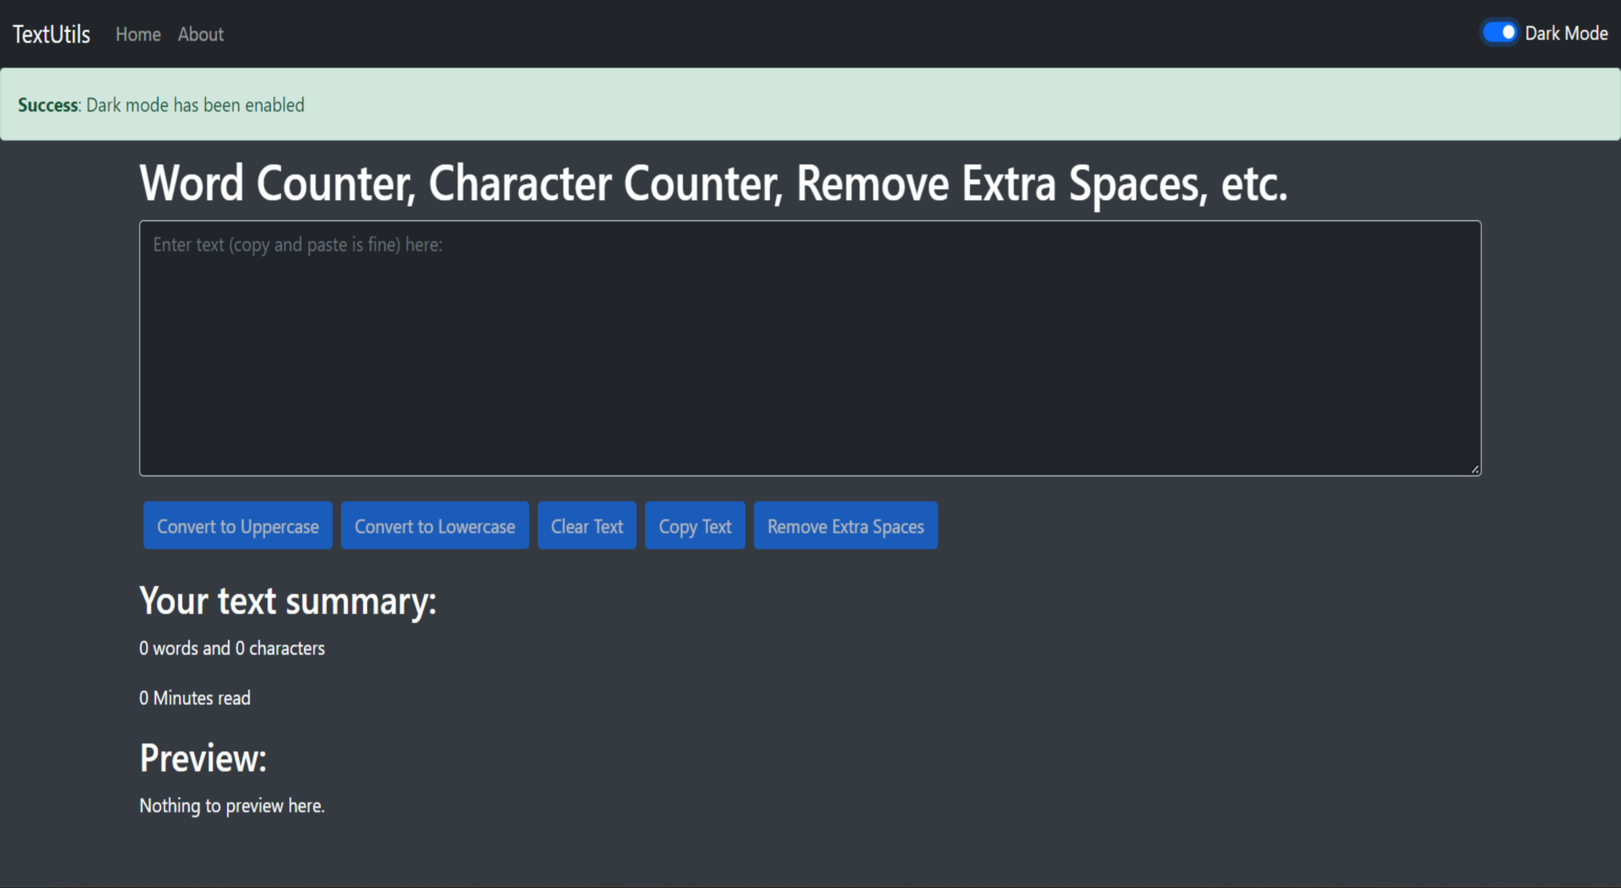 TextUtils Home About Dark Mode
Success: Dark mode has been enabled
Word Counter, Character Counter, Remove Extra Spaces, etc.
Enter text (copy and paste is fine) here:
Convert to Uppercase Convert to Lowercase Clear Text Copy Text Remove Extra Spaces
Your text summary:
0 words and 0 characters
0 Minutes read
Preview:
Nothing to preview here.